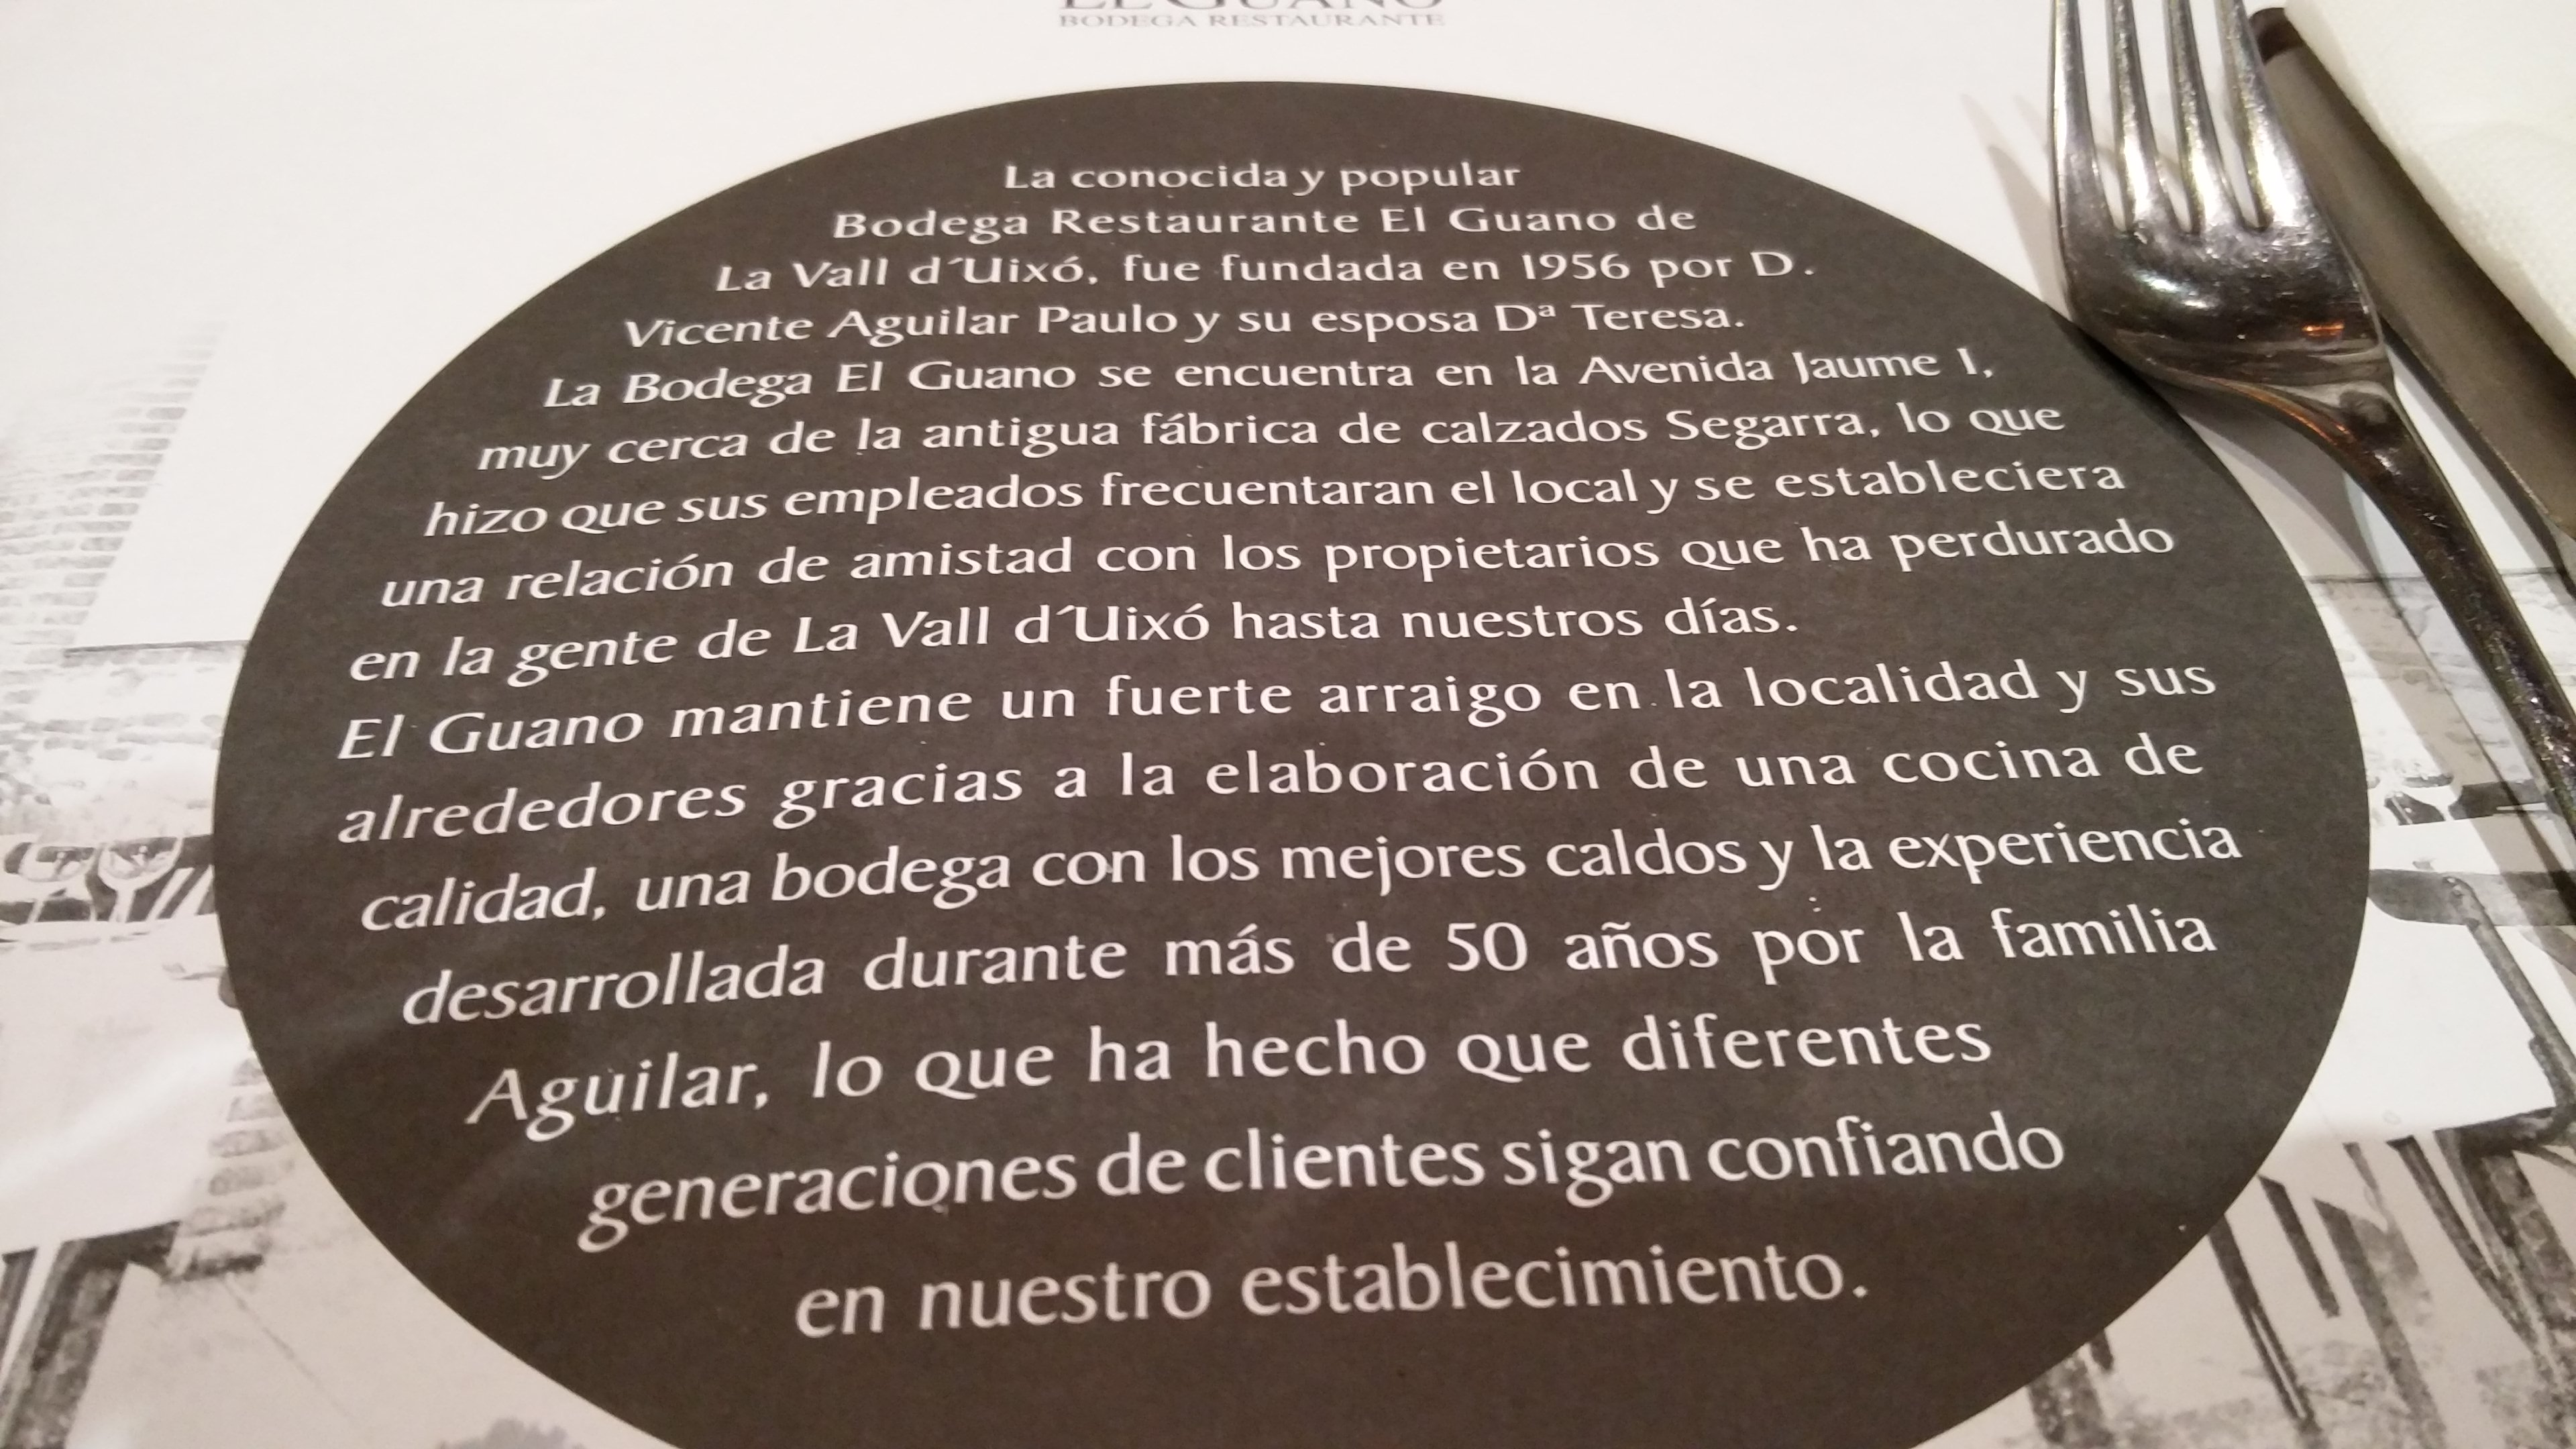 EL GUANO
BODEGA RESTAURANTE
La conocida y popular
Bodega Restaurante El Guano de
La Vall d´Uixó, fue fundada en 1956 por D.
Vicente Aguilar Paulo y su esposa Dª Teresa.
La Bodega El Guano se encuentra en la Avenida Jaume I,
muy cerca de la antigua fábrica de calzados Segarra, lo que
hizo que sus empleados frecuentaran el local y se estableciera
una relación de amistad con los propietarios que ha perdurado
en la gente de La Vall d´Uixó hasta nuestros días.
El Guano mantiene un fuerte arraigo en la localidad y sus
alrededores gracias a la elaboración de una cocina de
calidad, una bodega con los mejores caldos y la experiencia
desarrollada durante más de 50 años por la familia
Aguilar, lo que ha hecho que diferentes
generaciones de clientes sigan confiando
en nuestro establecimiento.